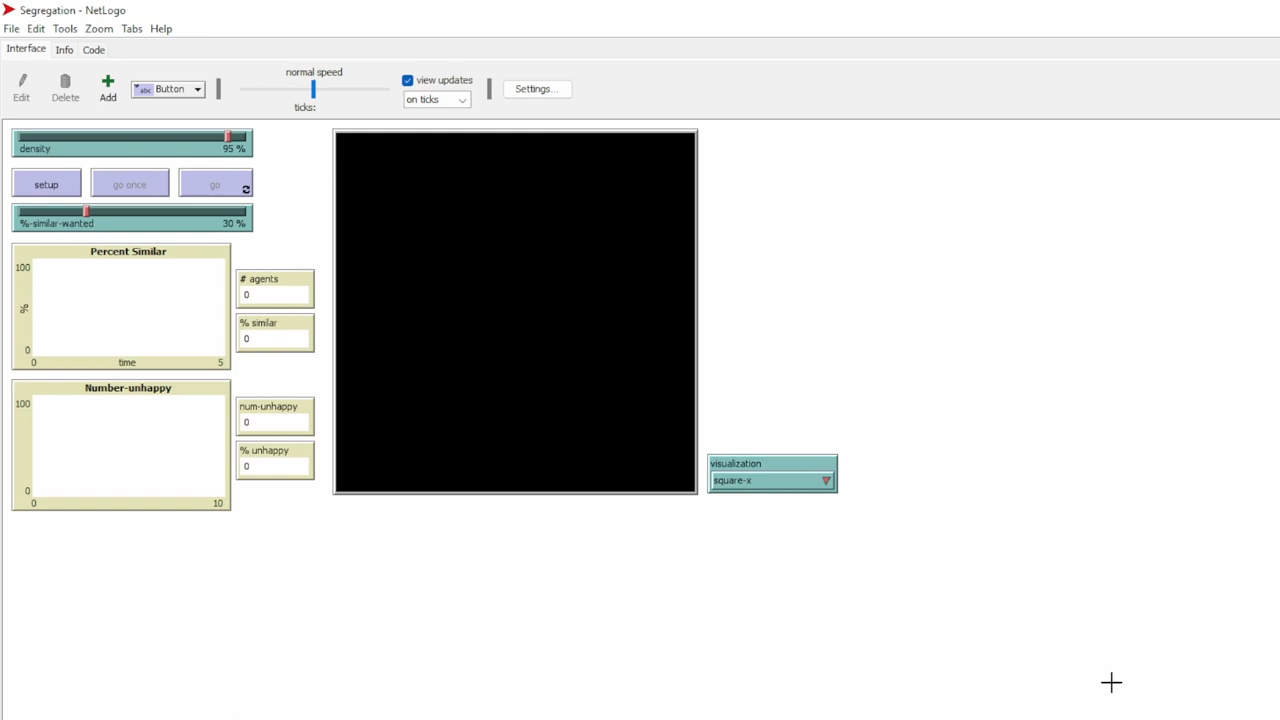 Segregation - NetLogo
File Edit Tools Zoom Tabs Help
Interface Info Code
normal speed
view updates
Edit Delete Add abc Button ticks: on ticks Settings...
density 95 %
setup go once go
%-similar-wanted 30 %
Percent Similar
100
%
0
0 time 5
# agents
0
% similar
0
Number-unhappy
100
0
0 10
num-unhappy
0
% unhappy
0
visualization
square-x